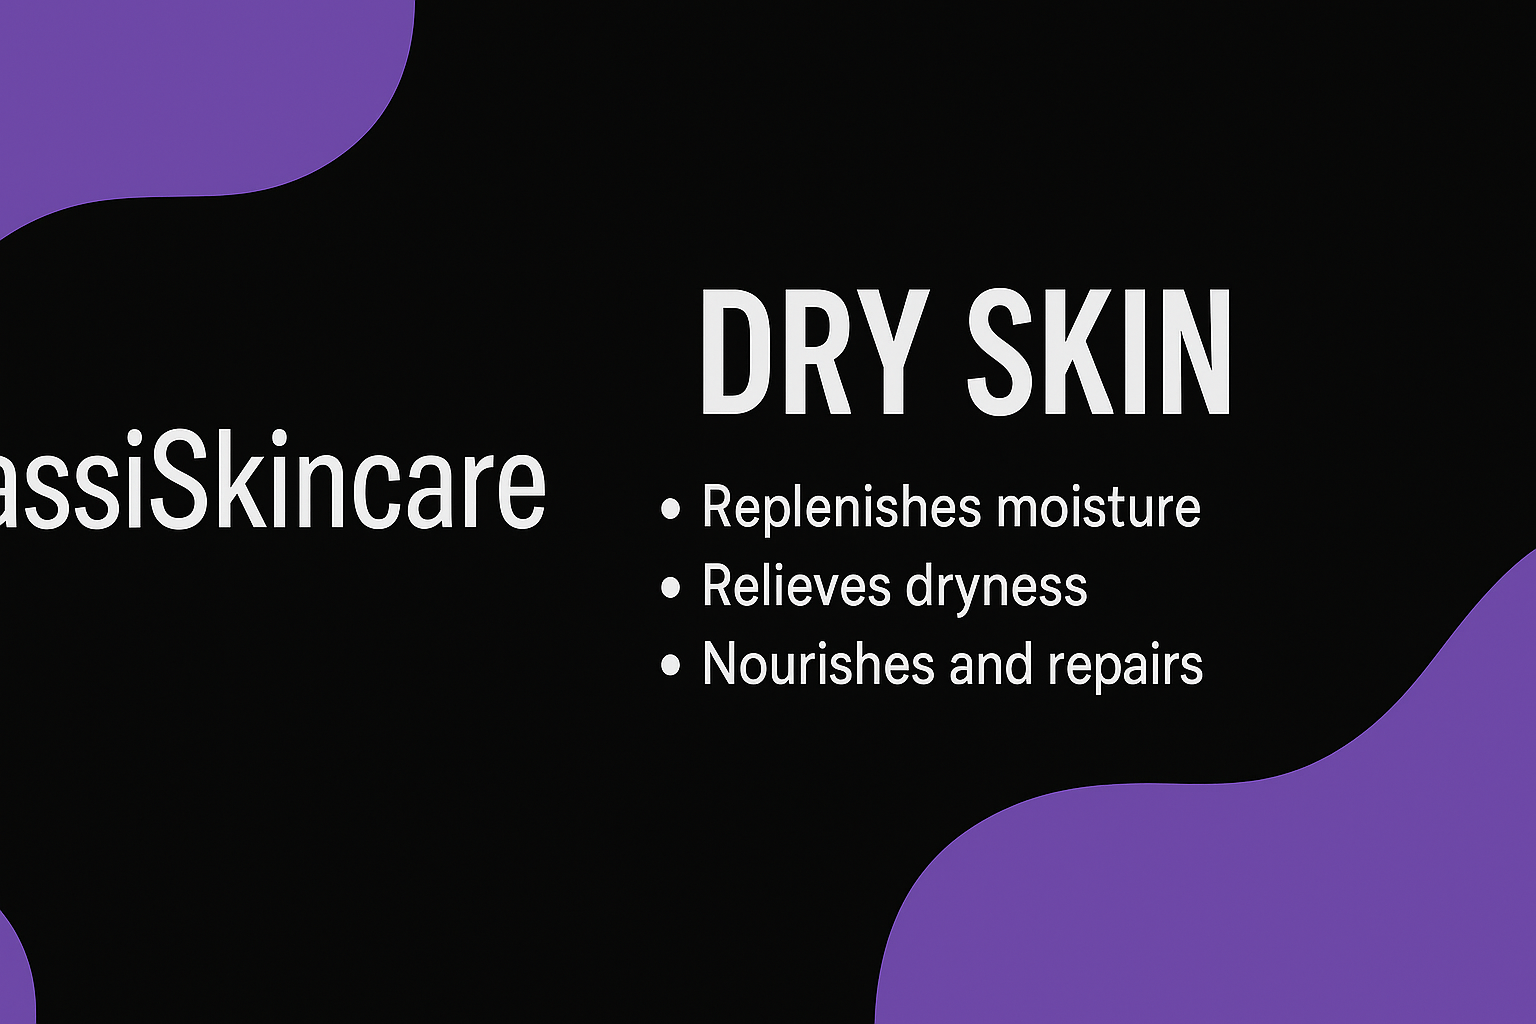 assiSkincare
DRY SKIN
• Replenishes moisture
• Relieves dryness
• Nourishes and repairs